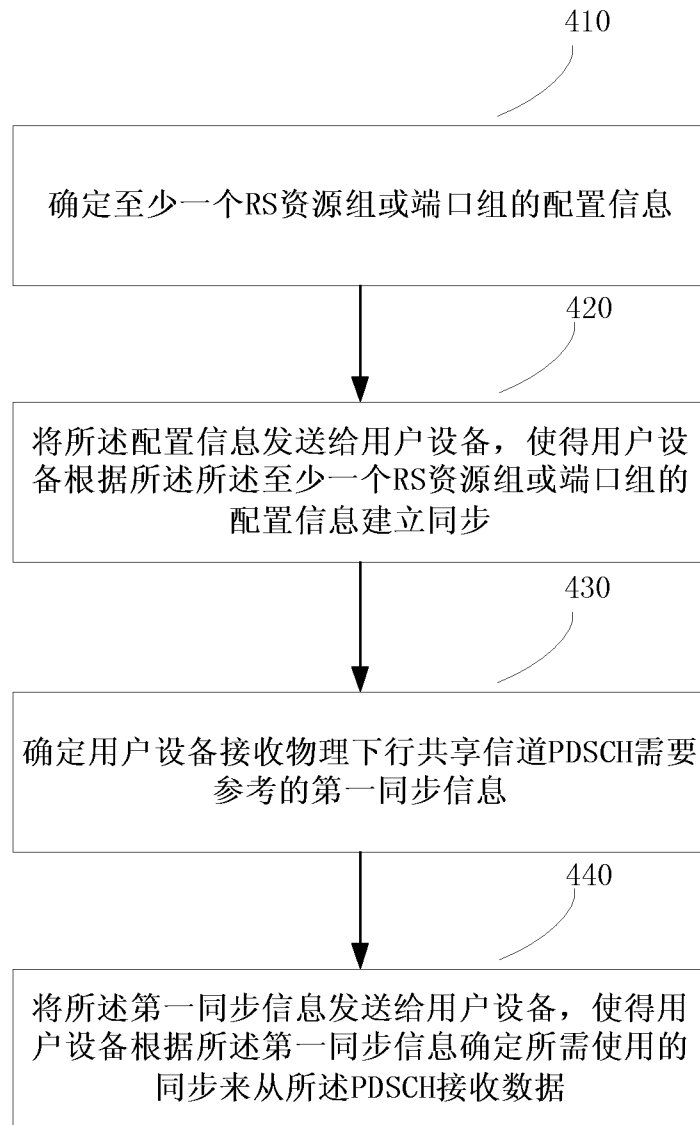 410
确定至少一个RS资源组或端口组的配置信息
420
将所述配置信息发送给用户设备，使得用户设
备根据所述所述至少一个RS资源组或端口组的
配置信息建立同步
430
确定用户设备接收物理下行共享信道PDSCH需要
参考的第一同步信息
440
将所述第一同步信息发送给用户设备，使得用
户设备根据所述第一同步信息确定所需使用的
同步来从所述PDSCH接收数据